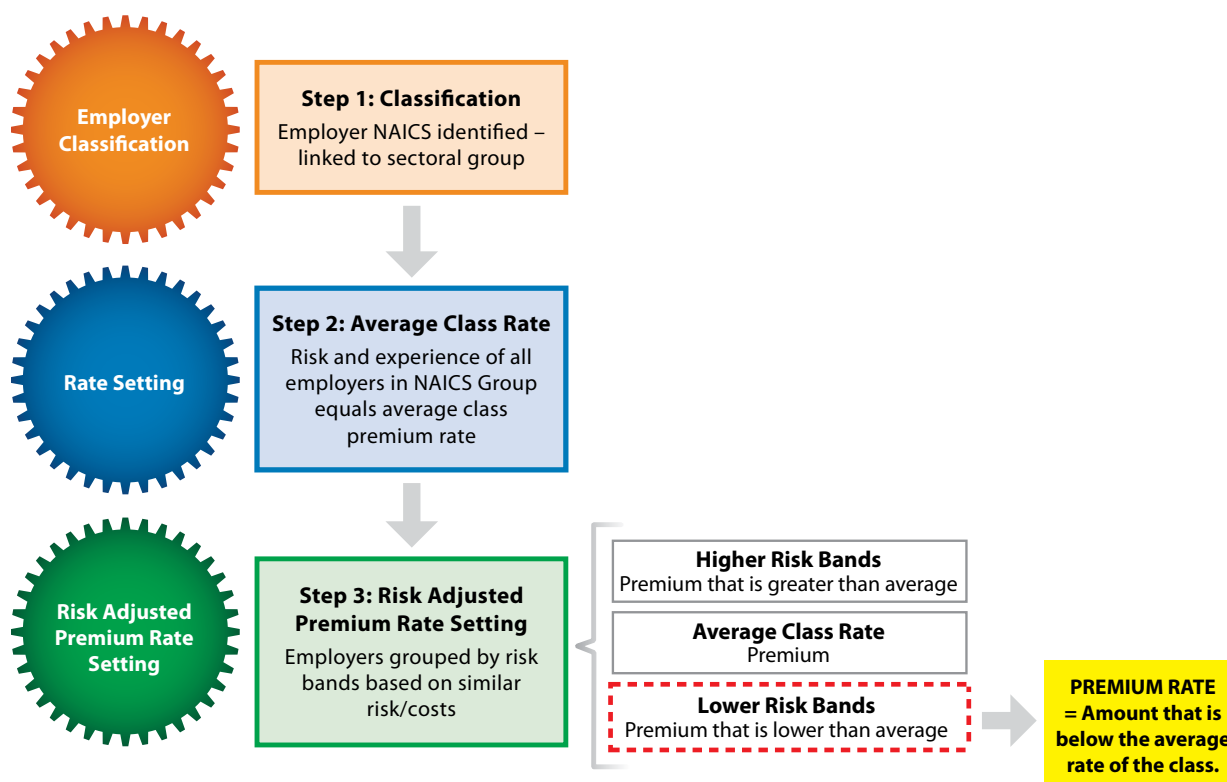 Employer
Classification
Step 1: Classification
Employer NAICS identified –
linked to sectoral group
Rate Setting
Step 2: Average Class Rate
Risk and experience of all
employers in NAICS Group
equals average class
premium rate
Risk Adjusted
Premium Rate
Setting
Step 3: Risk Adjusted
Premium Rate Setting
Employers grouped by risk
bands based on similar
risk/costs
Higher Risk Bands
Premium that is greater than average
Average Class Rate
Premium
Lower Risk Bands
Premium that is lower than average
PREMIUM RATE
= Amount that is
below the average
rate of the class.